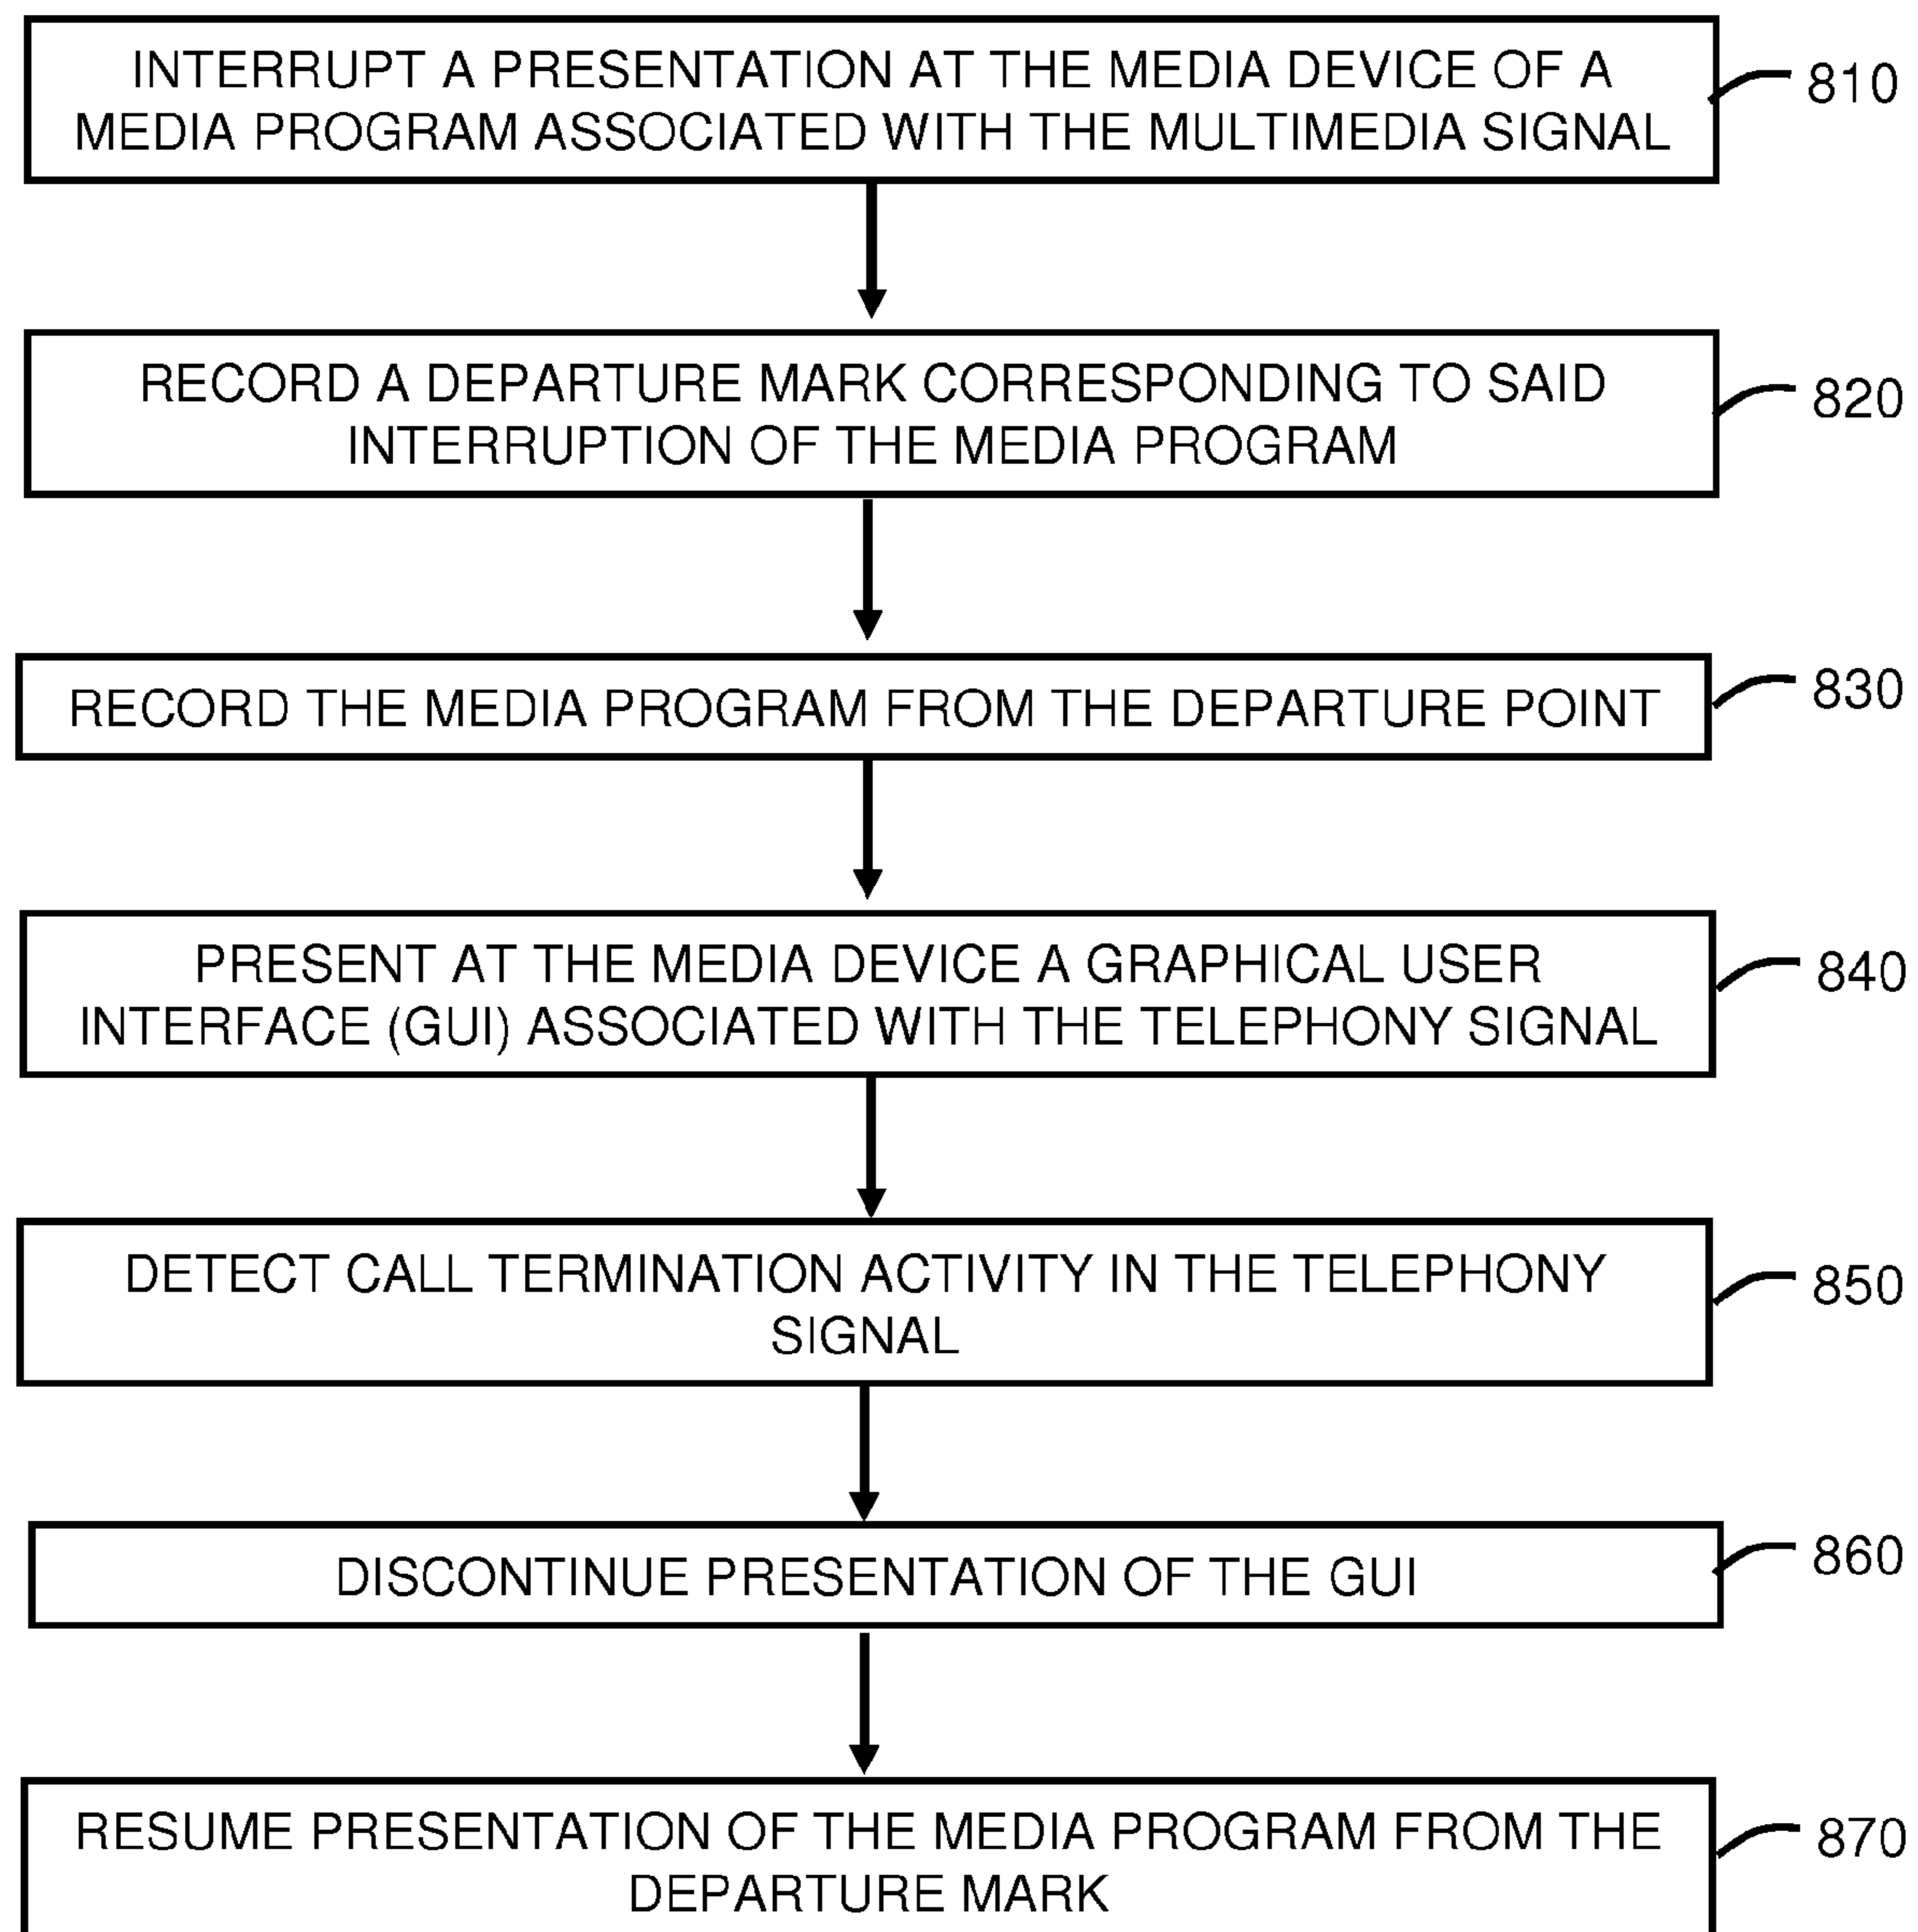 INTERRUPT A PRESENTATION AT THE MEDIA DEVICE OF A
MEDIA PROGRAM ASSOCIATED WITH THE MULTIMEDIA SIGNAL
810
RECORD A DEPARTURE MARK CORRESPONDING TO SAID
INTERRUPTION OF THE MEDIA PROGRAM
820
RECORD THE MEDIA PROGRAM FROM THE DEPARTURE POINT
830
PRESENT AT THE MEDIA DEVICE A GRAPHICAL USER
INTERFACE (GUI) ASSOCIATED WITH THE TELEPHONY SIGNAL
840
DETECT CALL TERMINATION ACTIVITY IN THE TELEPHONY
SIGNAL
850
DISCONTINUE PRESENTATION OF THE GUI
860
RESUME PRESENTATION OF THE MEDIA PROGRAM FROM THE
DEPARTURE MARK
870